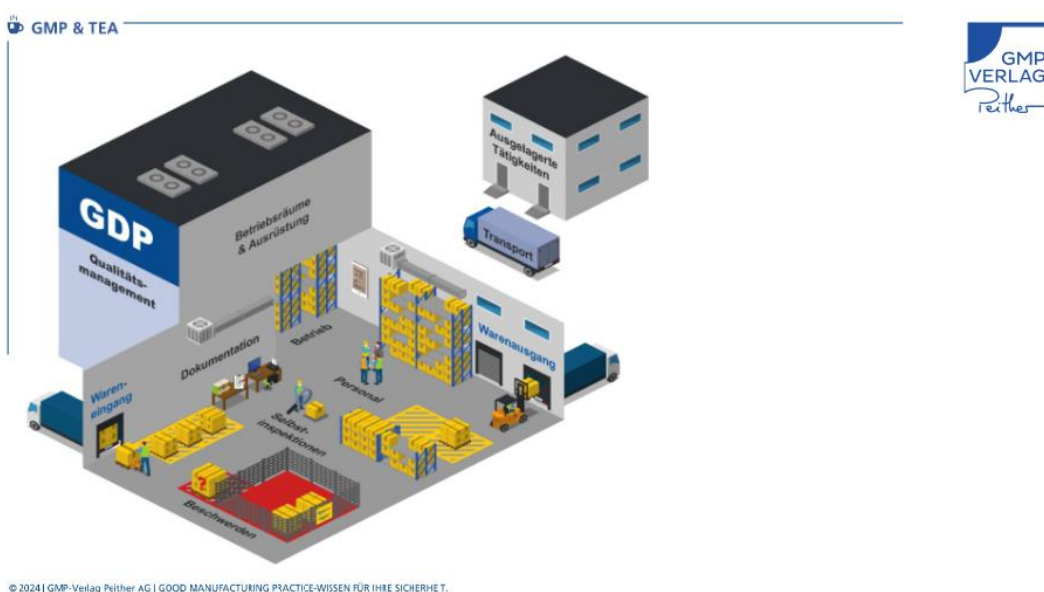 GMP & TEA
GMP
VERLAG
Peither
Ausgelagerte
Tätigkeiten
GDP
Betriebsräume
& Ausrüstung
Transport
Qualitäts-
management
Warenausgang
Betrieb
Dokumentation
Personal
Waren-
eingang
Selbst-
inspektionen
?
Beschwerden
© 2024 | GMP-Verlag Peither AG | GOOD MANUFACTURING PRACTICE-WISSEN FÜR IHRE SICHERHEIT.